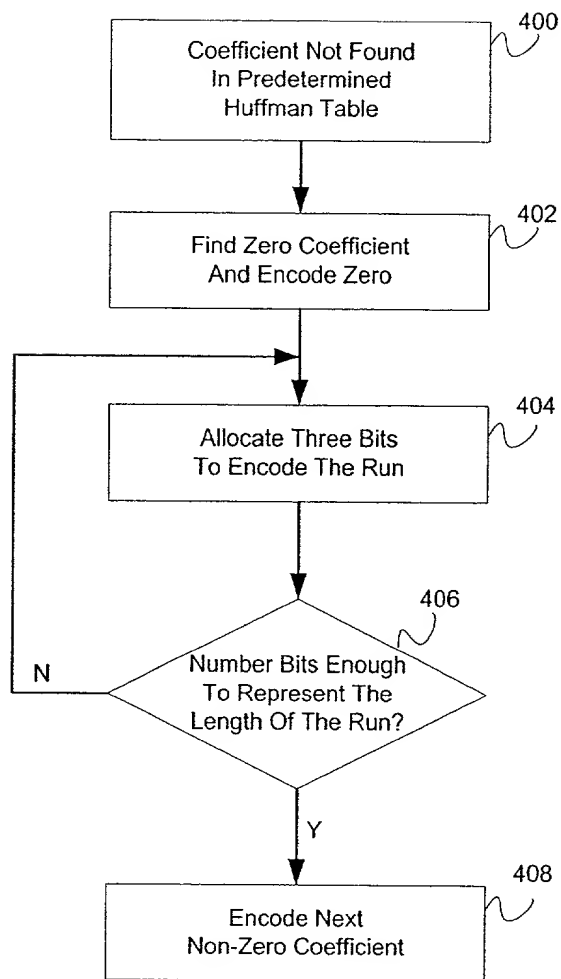 400
Coefficient Not Found
In Predetermined
Huffman Table
402
Find Zero Coefficient
And Encode Zero
404
Allocate Three Bits
To Encode The Run
406
Number Bits Enough
To Represent The
Length Of The Run?
N
Y
408
Encode Next
Non-Zero Coefficient